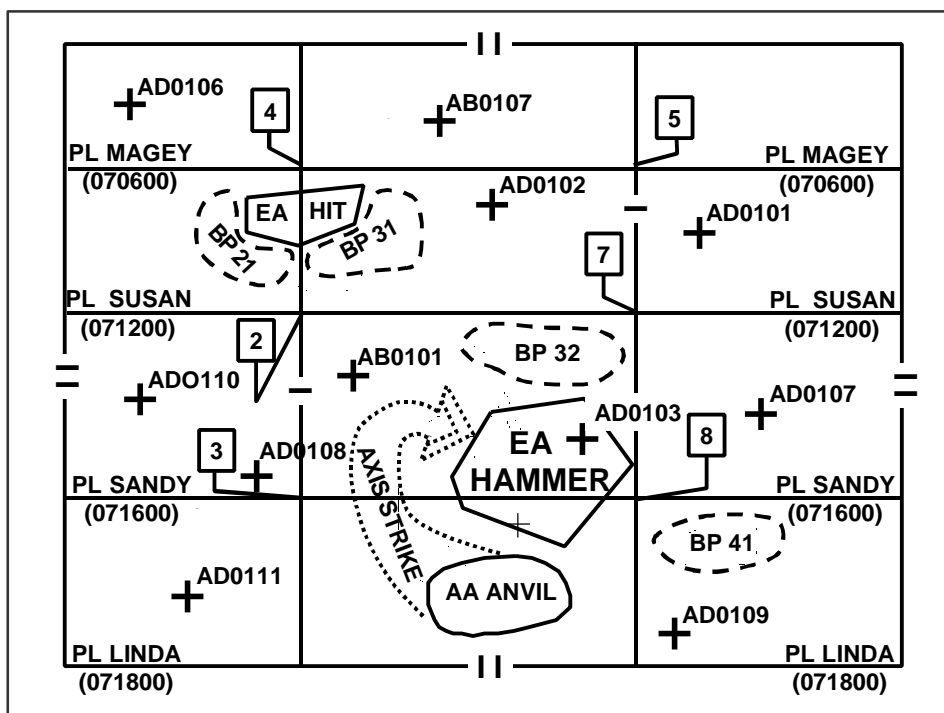 AD0106
4
AB0107
5
PL MAGEY
(070600)
PL MAGEY
(070600)
AD0102
AD0101
EA HIT
BP 21
BP 31
7
PL SUSAN
(071200)
PL SUSAN
(071200)
2
BP 32
AB0101
ADO110
AD0107
AD0103
3
AD0108
EA
HAMMER
8
AXIS STRIKE
PL SANDY
(071600)
PL SANDY
(071600)
BP 41
AD0111
AA ANVIL
AD0109
PL LINDA
(071800)
PL LINDA
(071800)